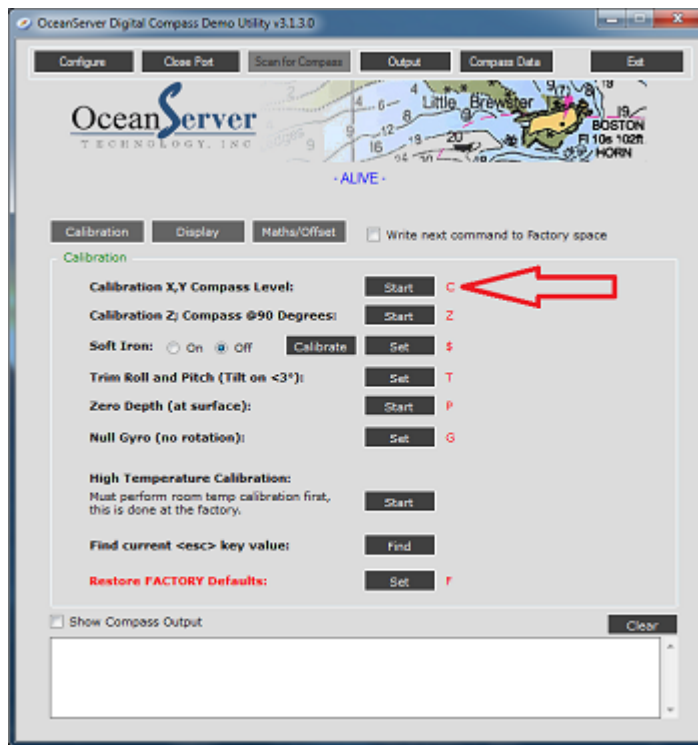 OceanServer Digital Compass Demo Utility v3.1.3.0
Configure Close Port Scan for Compass Output Compass Data Exit
OceanServer
TECHNOLOGY, INC
Little Brewster I
BOSTON
Fl 10s 102ft
HORN
- ALIVE -
Calibration Display Maths/Offset Write next command to Factory space
Calibration
Calibration X,Y Compass Level: Start C
Calibration Z; Compass @90 Degrees: Start Z
Soft Iron: On Off Calibrate Set $
Trim Roll and Pitch (Tilt on <3°): Set T
Zero Depth (at surface): Start P
Null Gyro (no rotation): Set G
High Temperature Calibration:
Must perform room temp calibration first,
this is done at the factory. Start
Find current <esc> key value: Find
Restore FACTORY Defaults: Set F
Show Compass Output Clear